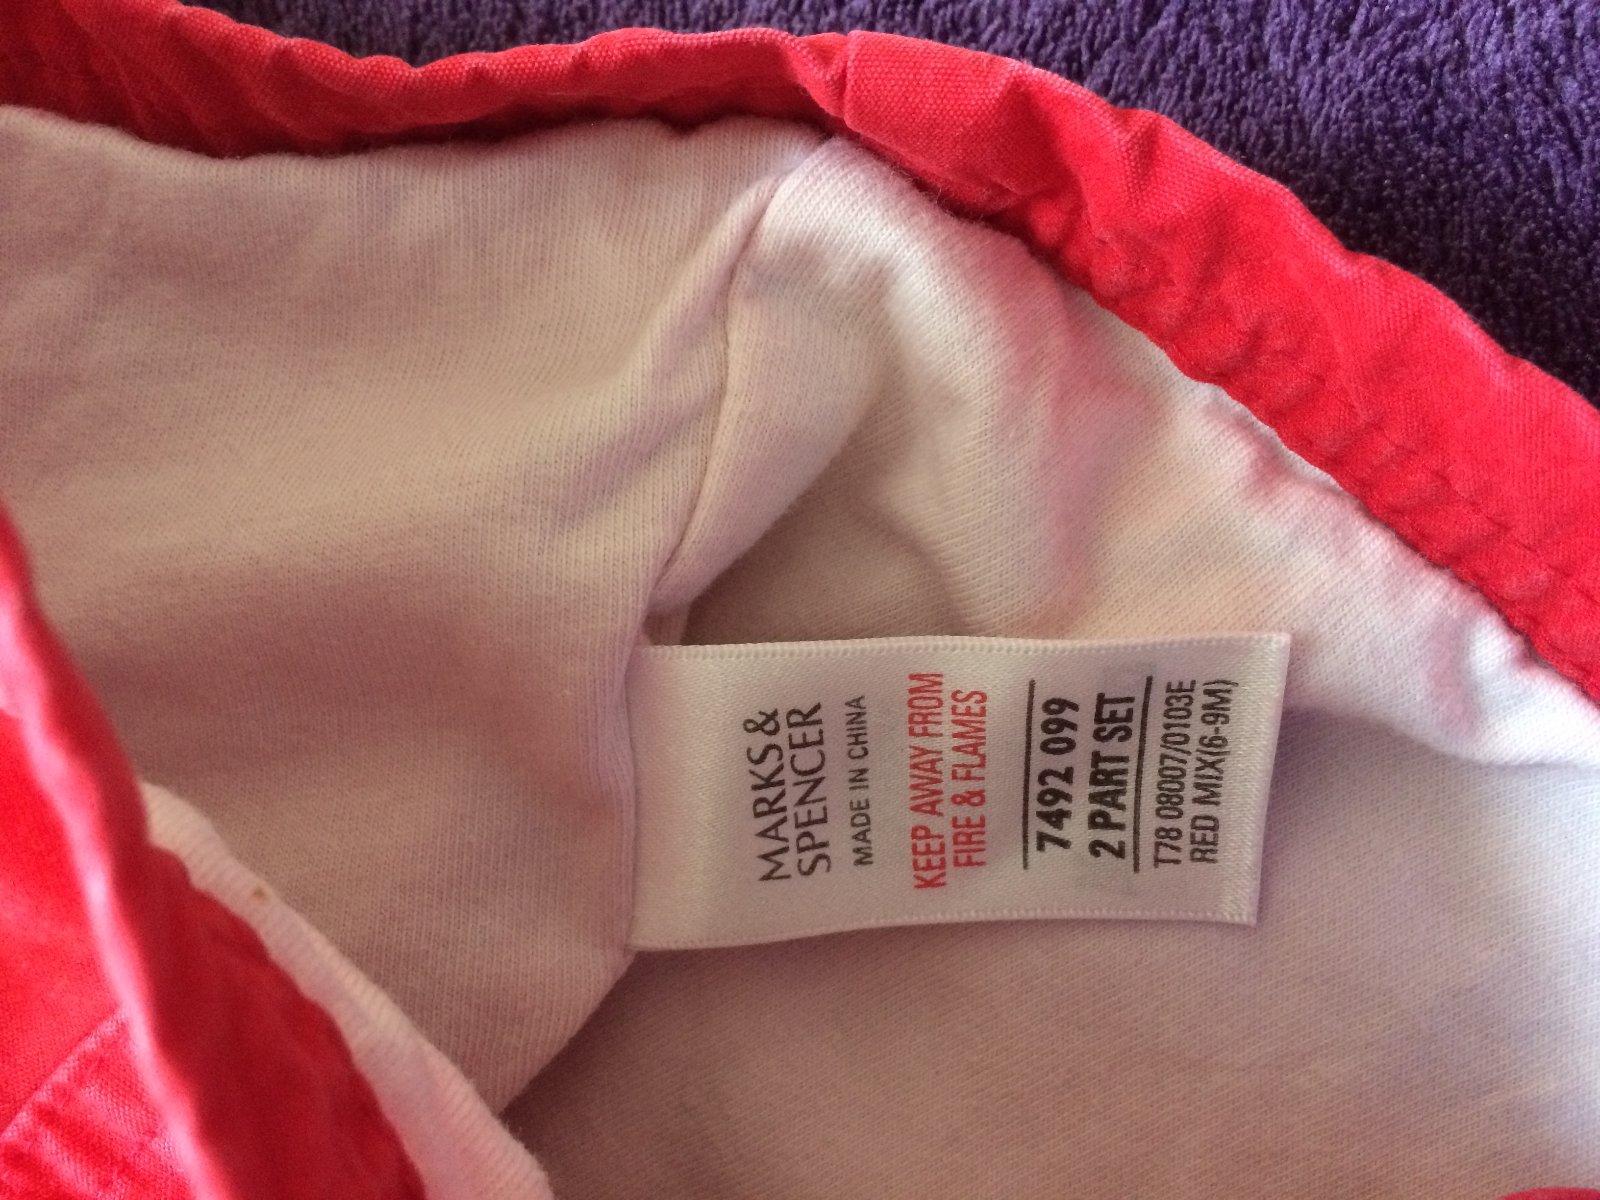 MARKS &
SPENCER
MADE IN CHINA
KEEP AWAY FROM
FIRE & FLAMES
7492 099
2 PART SET
T78 08007/0103E
RED MIX(6-9M)